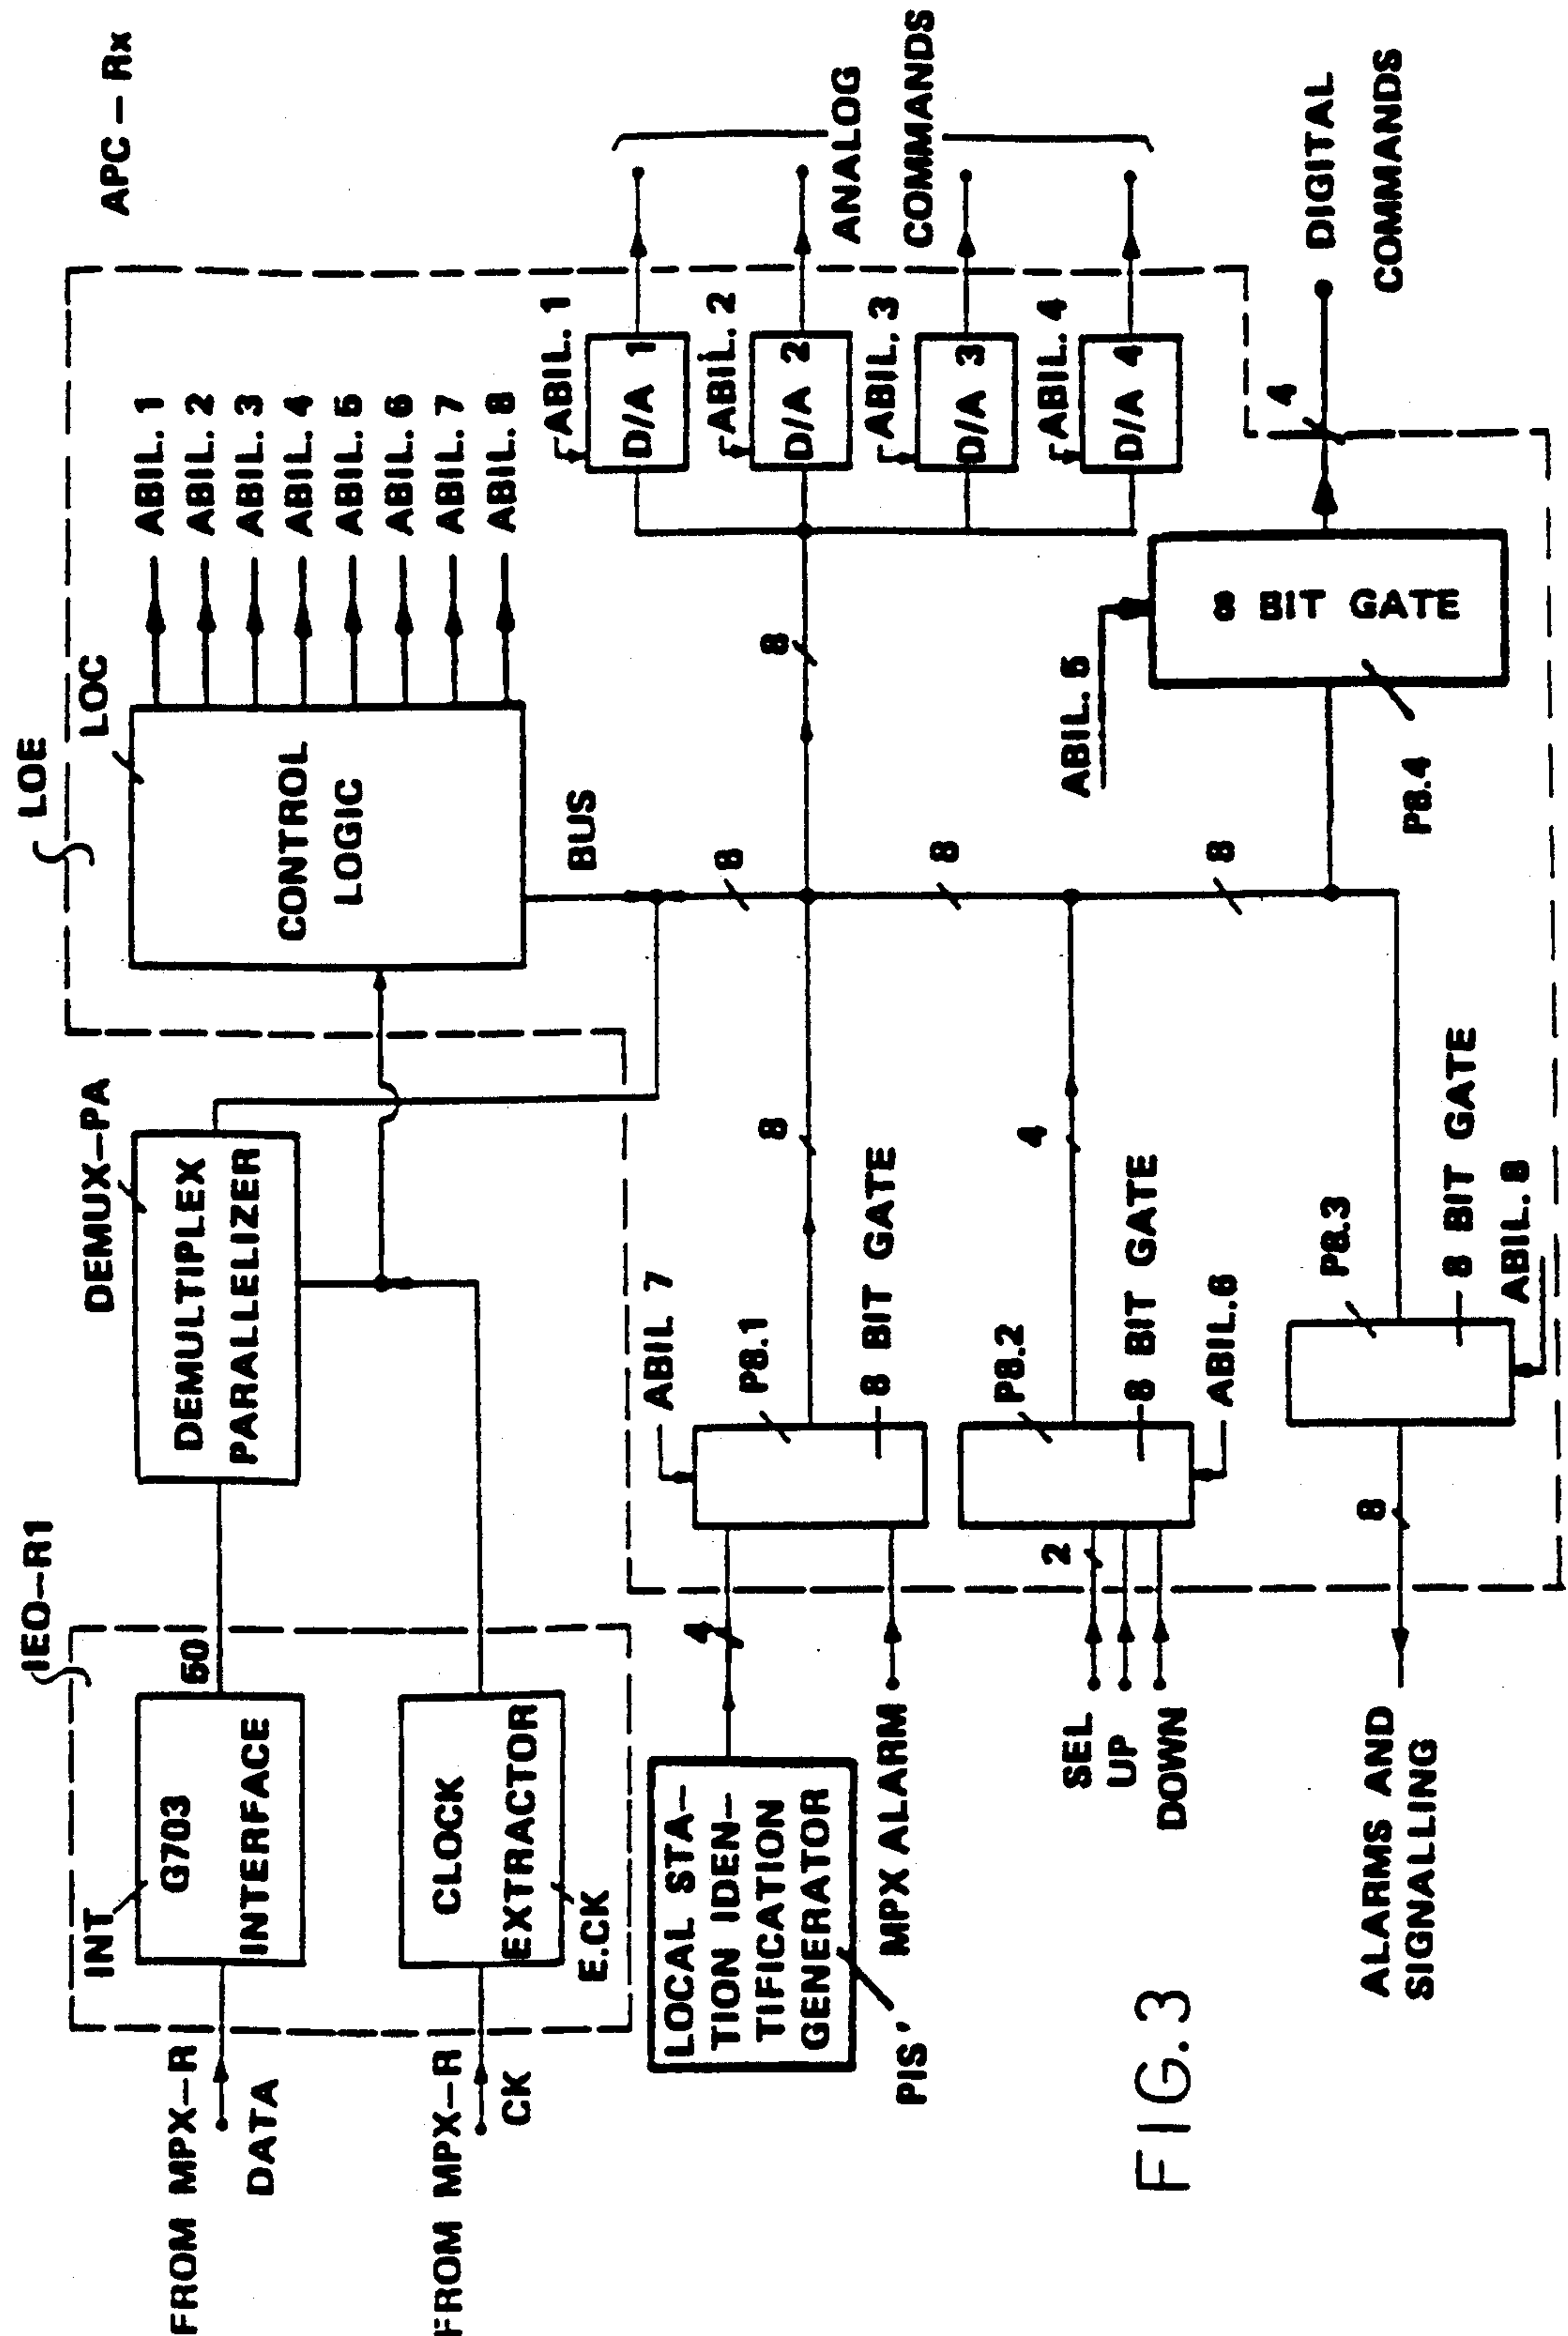 APC – Rx
LOE
LOC
CONTROL
LOGIC
ABIL. 1
ABIL. 2
ABIL. 3
ABIL. 4
ABIL. 5
ABIL. 6
ABIL. 7
ABIL. 8
DEMUX–PA
DEMULTIPLEX
PARALLELIZER
IEO–R1
INT
G703
INTERFACE
60
CLOCK
EXTRACTOR
E.CK
FROM MPX–R
DATA
FROM MPX–R
CK
BUS
8
8
8
8
ABIL. 1
D/A 1
ABIL. 2
D/A 2
ABIL. 3
D/A 3
ABIL. 4
D/A 4
ANALOG
COMMANDS
LOCAL STA–
TION IDEN–
TIFICATION
GENERATOR
PIS'
4
MPX ALARM
ABIL 7
P8.1
8 BIT GATE
8
SEL
UP
DOWN
2
P8.2
8 BIT GATE
ABIL.6
4
ABIL. 5
8 BIT GATE
P8.4
4
DIGITAL
COMMANDS
P8.3
8 BIT GATE
ABIL. 8
8
ALARMS AND
SIGNALLING
FIG.3